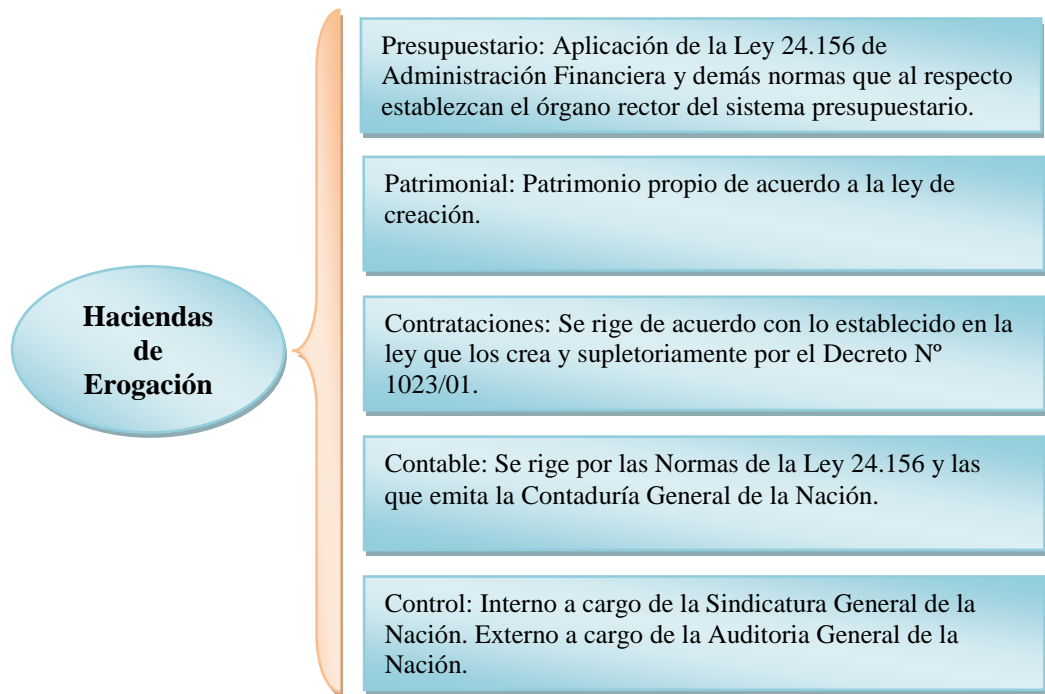 Haciendas
de
Erogación
Presupuestario: Aplicación de la Ley 24.156 de
Administración Financiera y demás normas que al respecto
establezcan el órgano rector del sistema presupuestario.
Patrimonial: Patrimonio propio de acuerdo a la ley de
creación.
Contrataciones: Se rige de acuerdo con lo establecido en la
ley que los crea y supletoriamente por el Decreto Nº
1023/01.
Contable: Se rige por las Normas de la Ley 24.156 y las
que emita la Contaduría General de la Nación.
Control: Interno a cargo de la Sindicatura General de la
Nación. Externo a cargo de la Auditoria General de la
Nación.